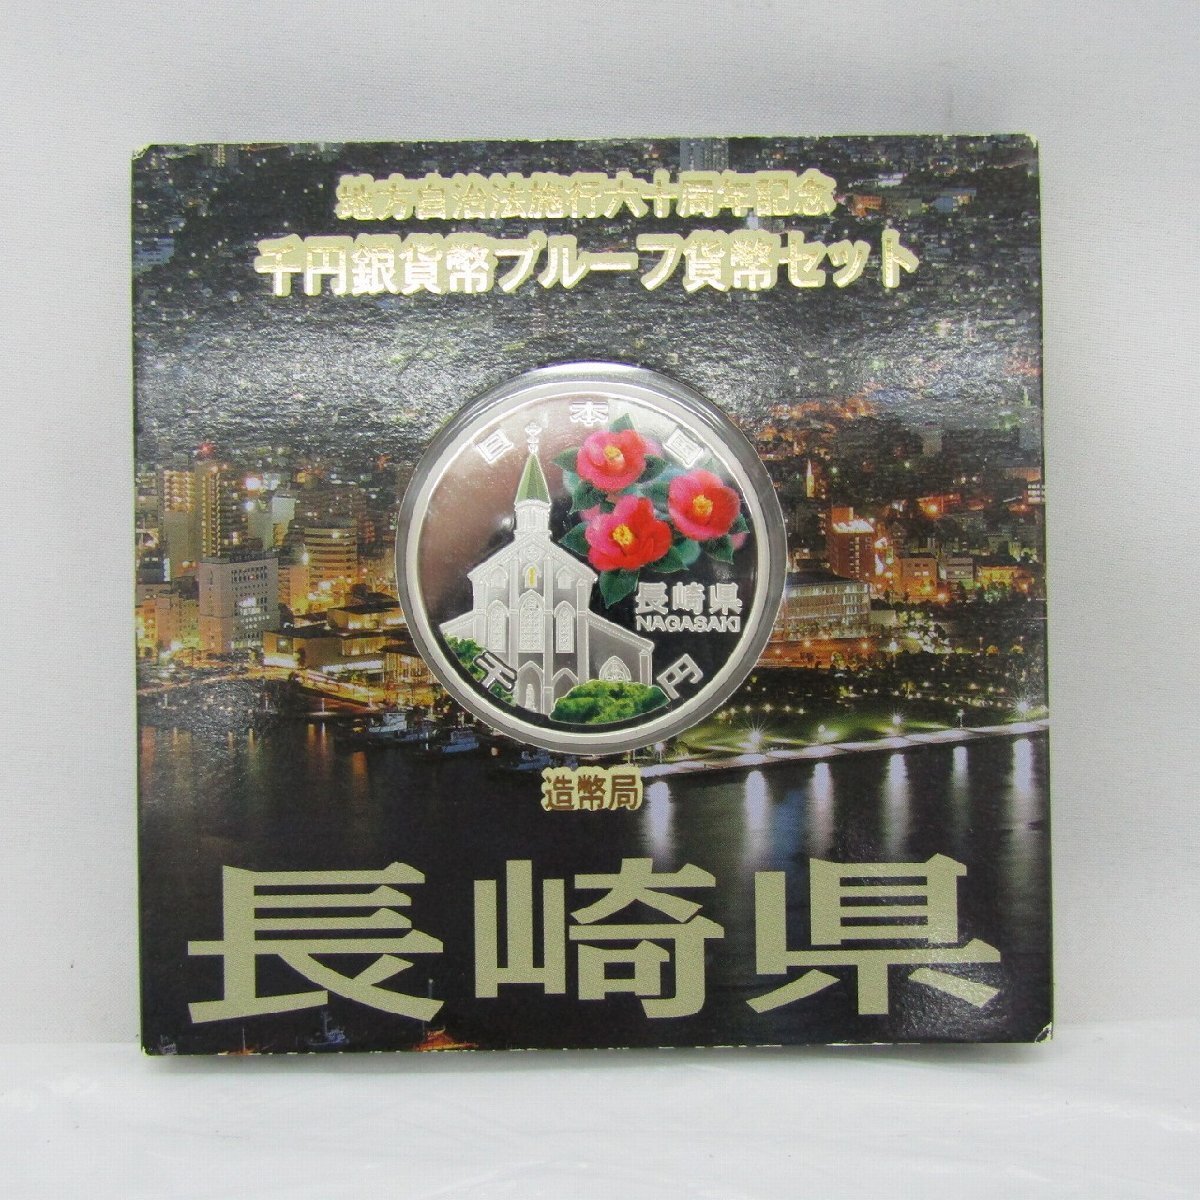 地方自治法施行六十周年記念
千円銀貨幣プルーフ貨幣セット
日本国
長崎県
NAGASAKI
千円
造幣局
長崎県